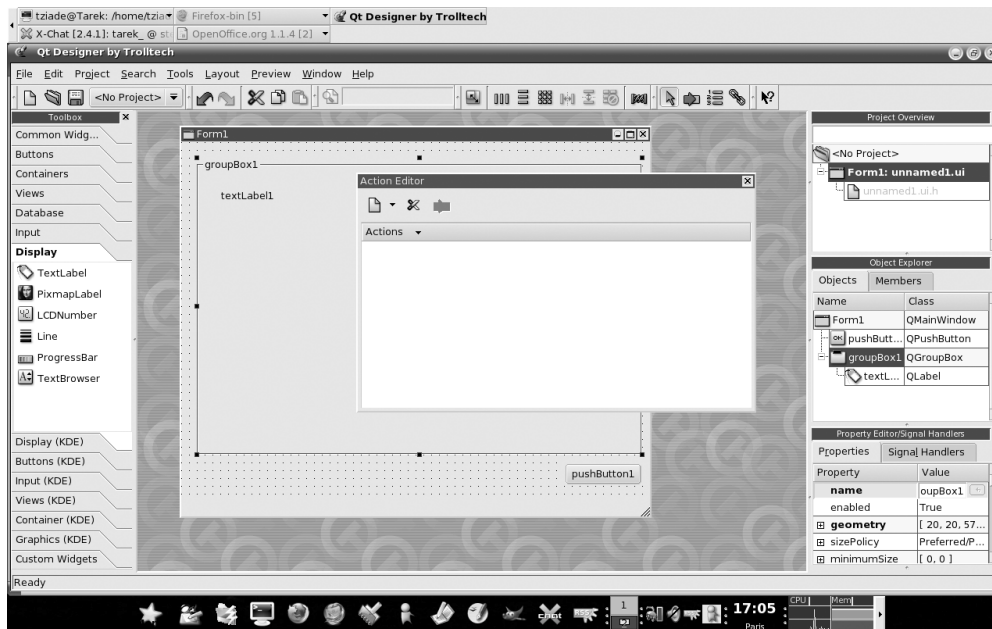 tziade@Tarek: /home/tzia
Firefox-bin [5]
Qt Designer by Trolltech
X-Chat [2.4.1]: tarek_ @ st
OpenOffice.org 1.1.4 [2]
Qt Designer by Trolltech
File Edit Project Search Tools Layout Preview Window Help
<No Project>
Toolbox
Common Widg...
Buttons
Containers
Views
Database
Input
Display
TextLabel
PixmapLabel
LCDNumber
Line
ProgressBar
TextBrowser
Display (KDE)
Buttons (KDE)
Input (KDE)
Views (KDE)
Container (KDE)
Graphics (KDE)
Custom Widgets
Form1
groupBox1
textLabel1
Action Editor
Actions
pushButton1
Project Overview
<No Project>
Form1: unnamed1.ui
unnamed1.ui.h
Object Explorer
Objects Members
Name Class
Form1 QMainWindow
pushButt... QPushButton
groupBox1 QGroupBox
textL... QLabel
Property Editor/Signal Handlers
Properties Signal Handlers
Property Value
name oupBox1
enabled True
geometry [ 20, 20, 57...
sizePolicy Preferred/P...
minimumSize [ 0, 0 ]
Ready
1
17:05
Paris
CPU
Mem